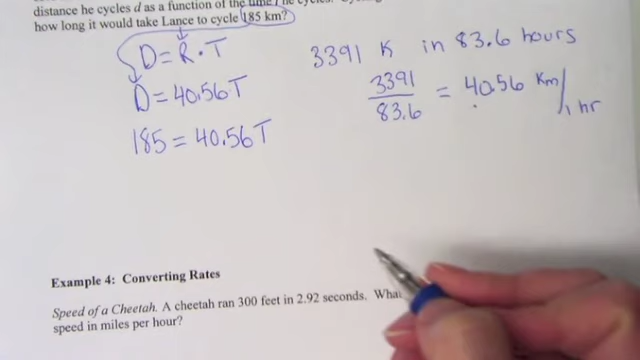 distance he cycles d as a function of the time
how long it would take Lance to cycle 185 km?
D = R · T
3391 K in 83.6 hours
D = 40.56T
3391 / 83.6 = 40.56 km / 1 hr
185 = 40.56T
Example 4: Converting Rates
Speed of a Cheetah. A cheetah ran 300 feet in 2.92 seconds. What
speed in miles per hour?